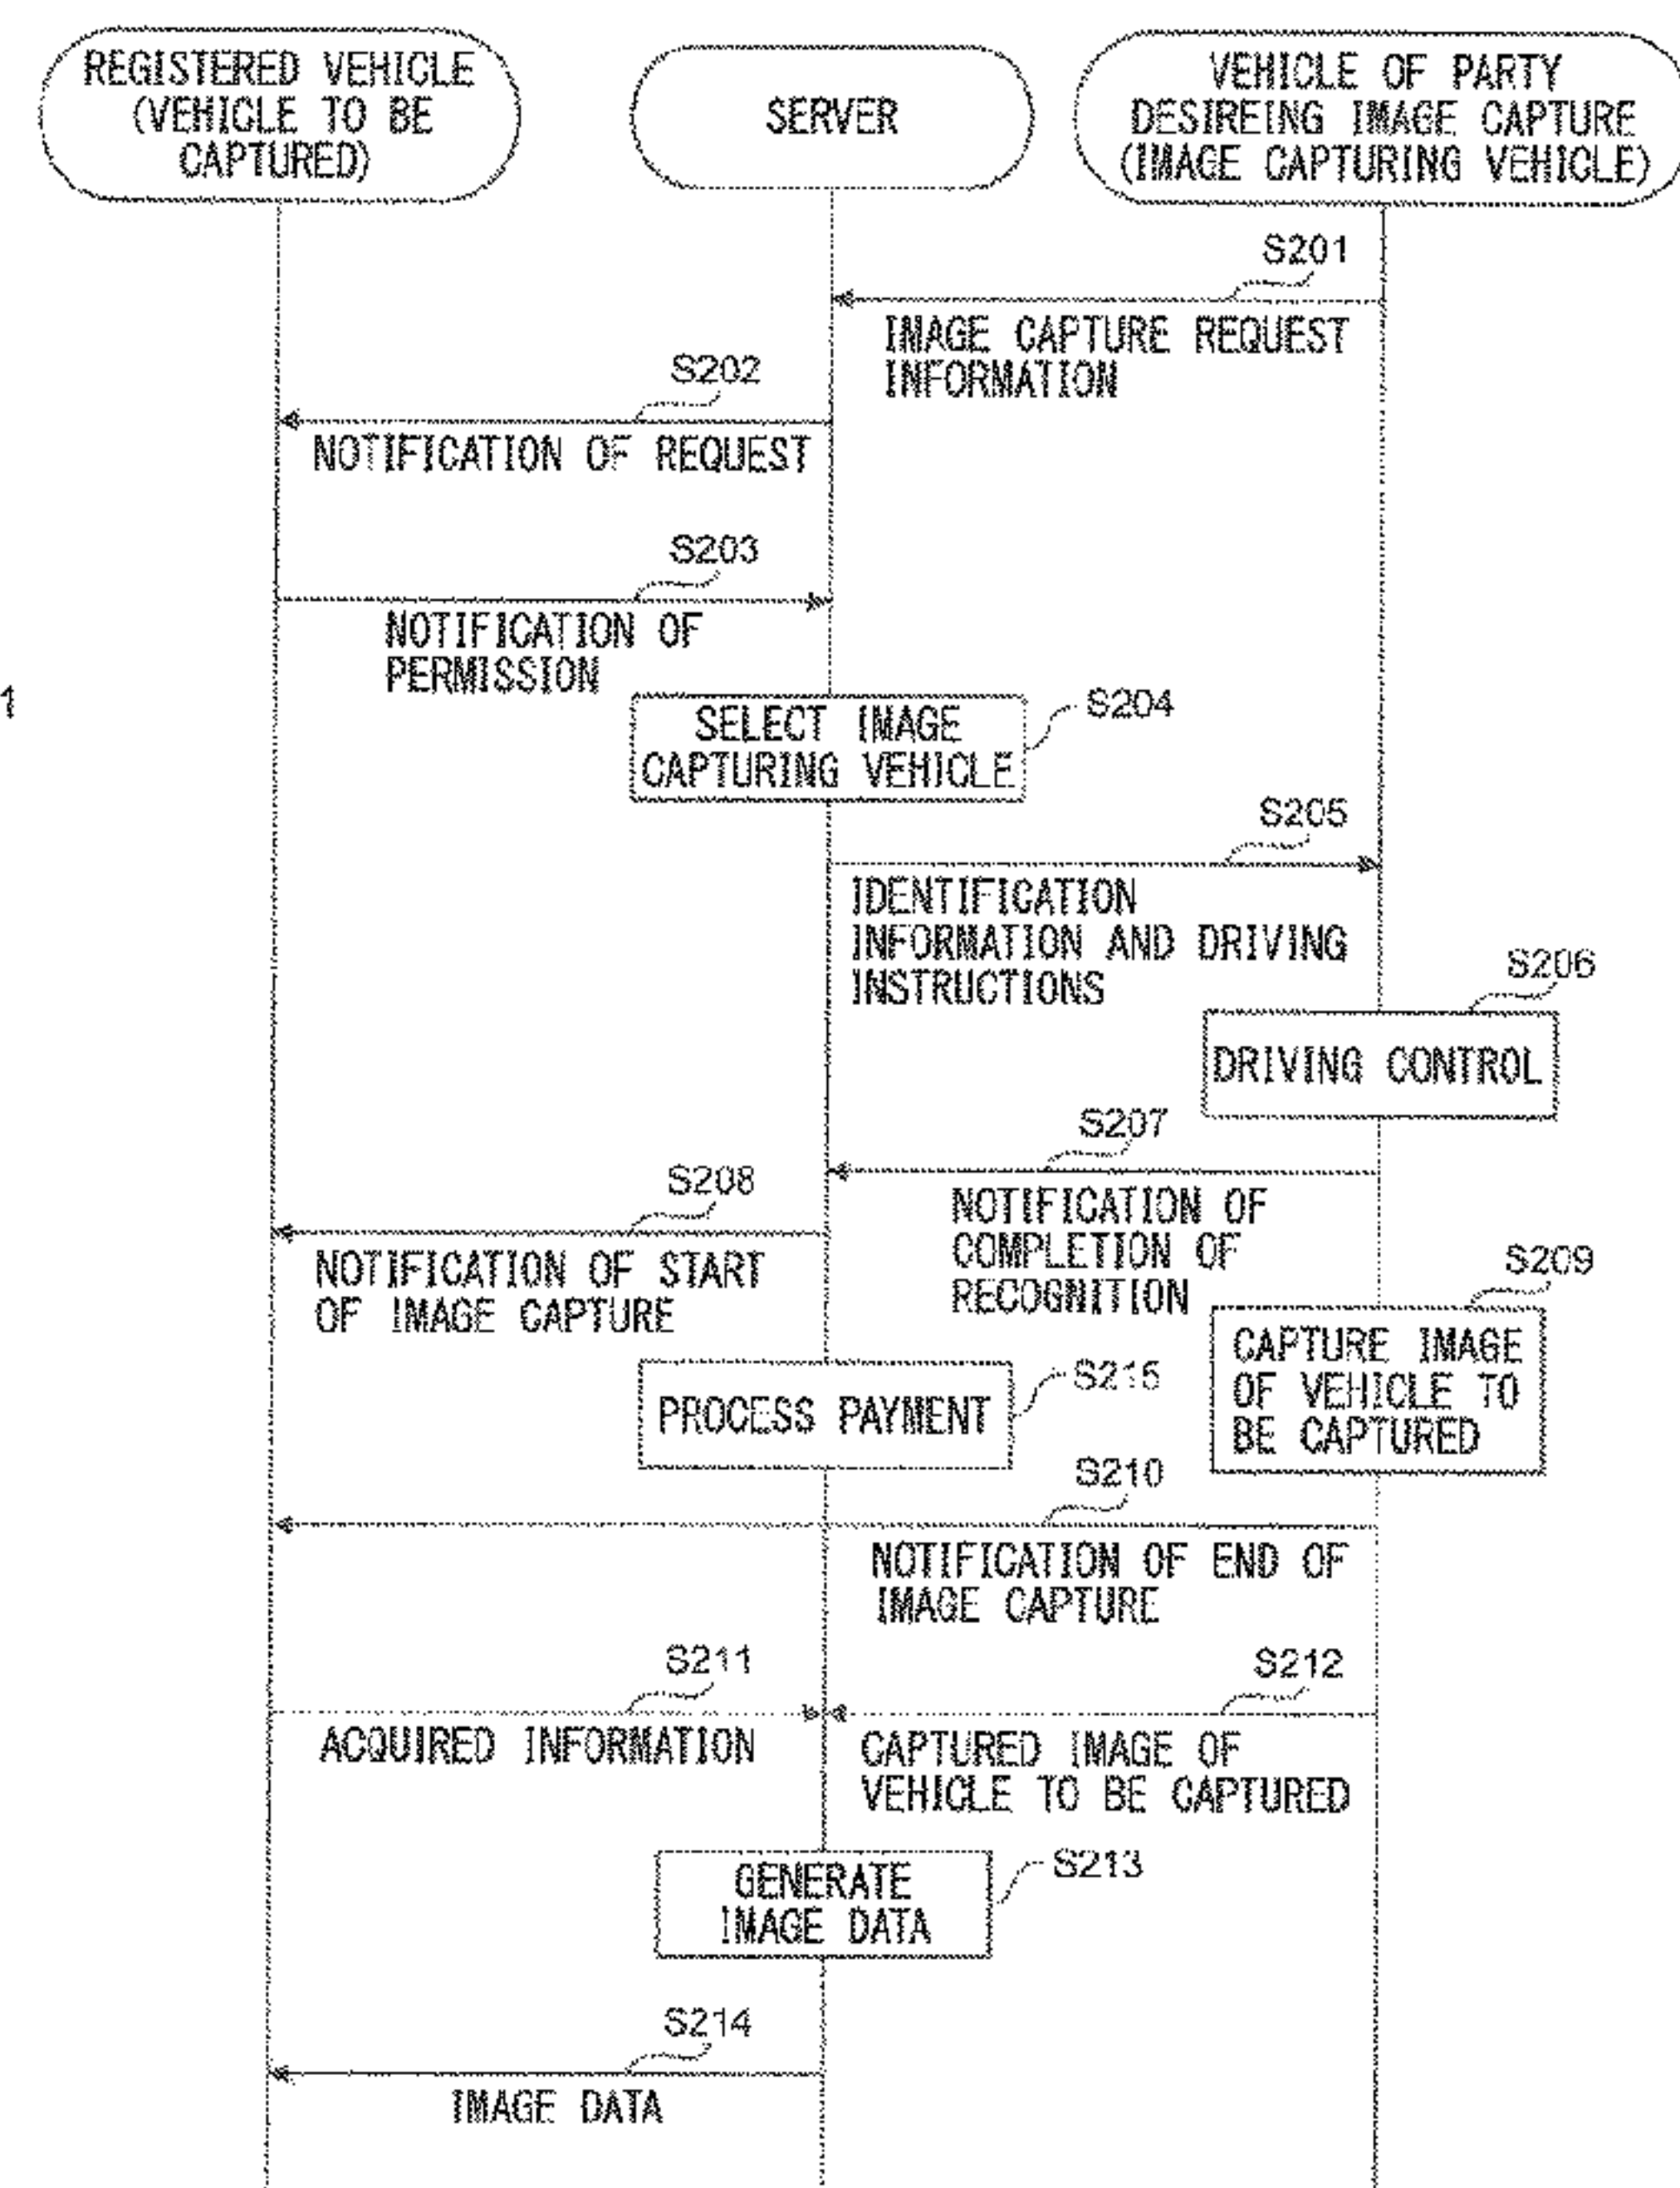 REGISTERED VEHICLE
(VEHICLE TO BE
CAPTURED)
SERVER
VEHICLE OF PARTY
DESIREING IMAGE CAPTURE
(IMAGE CAPTURING VEHICLE)
S201
IMAGE CAPTURE REQUEST
INFORMATION
S202
NOTIFICATION OF REQUEST
S203
NOTIFICATION OF
PERMISSION
1
SELECT IMAGE
CAPTURING VEHICLE
S204
S205
IDENTIFICATION
INFORMATION AND DRIVING
INSTRUCTIONS
S206
DRIVING CONTROL
S207
NOTIFICATION OF
COMPLETION OF
RECOGNITION
S208
NOTIFICATION OF START
OF IMAGE CAPTURE
S209
CAPTURE IMAGE
OF VEHICLE TO
BE CAPTURED
PROCESS PAYMENT
S215
S210
NOTIFICATION OF END OF
IMAGE CAPTURE
S211
ACQUIRED INFORMATION
S212
CAPTURED IMAGE OF
VEHICLE TO BE CAPTURED
GENERATE
IMAGE DATA
S213
S214
IMAGE DATA